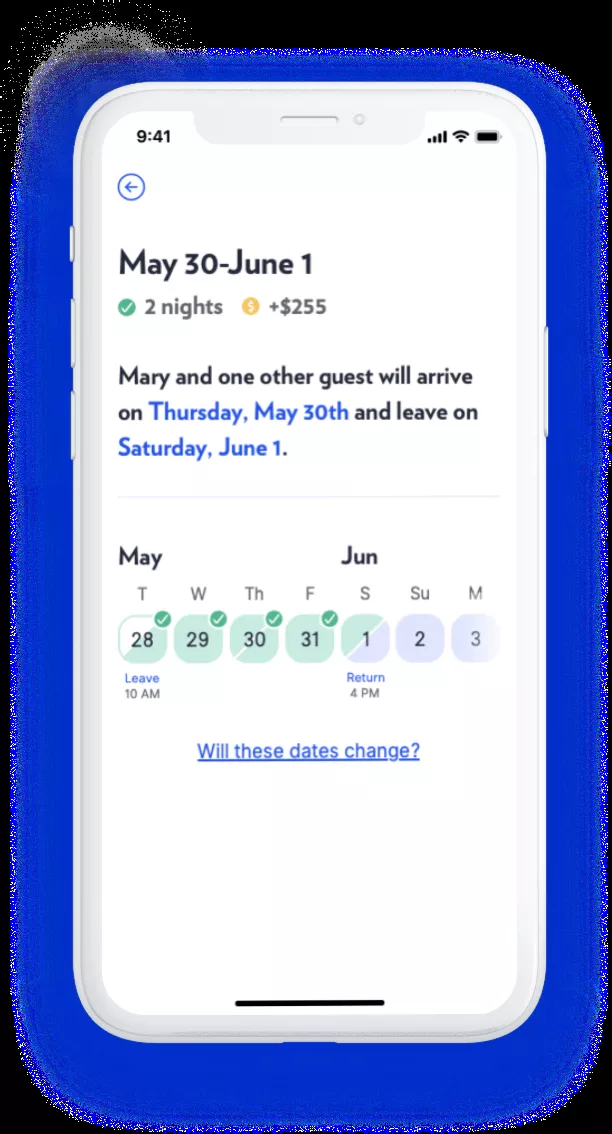 9:41
May 30-June 1
2 nights $ +$255
Mary and one other guest will arrive
on Thursday, May 30th and leave on
Saturday, June 1.
May Jun
T W Th F S Su M
28 29 30 31 1 2 3
Leave Return
10 AM 4 PM
Will these dates change?